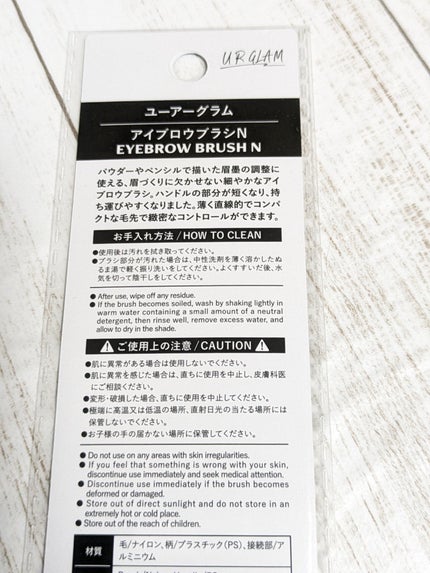 U R GLAM
ユーアーグラム
アイブロウブラシN
EYEBROW BRUSH N
パウダーやペンシルで描いた眉墨の調整に
使える、眉づくりに欠かせない細やかなアイ
ブロウブラシ。ハンドルの部分が短くなり、持
ち運びやすくなりました。薄く直線的でコンパ
クトな毛先で緻密なコントロールができます。
お手入れ方法/HOW TO CLEAN
●使用後は汚れを拭き取ってください。
●ブラシ部分が汚れた場合は、中性洗剤を薄く溶かしたぬ
るま湯で軽く振り洗いをしてください。よくすすいだ後、水
気を切って陰干しをしてください。
● After use, wipe off any residue.
● If the brush becomes soiled, wash by shaking lightly in
warm water containing a small amount of a neutral
detergent, then rinse well, remove excess water, and
allow to dry in the shade.
ご使用上の注意/CAUTION
●肌に異常がある場合は使用しないでください。
●肌に異常を感じた場合は、直ちに使用を中止し、皮膚科医
にご相談ください。
●変形・破損した場合、直ちに使用を中止してください。
●極端に高温又は低温の場所、直射日光の当たる場所には
保管しないでください。
●お子様の手の届かない場所に保管してください。
● Do not use on any areas with skin irregularities.
● If you feel that something is wrong with your skin,
discontinue use immediately and seek medical attention.
● Discontinue use immediately if the brush becomes
deformed or damaged.
● Store out of direct sunlight and do not store in an
extremely hot or cold place.
● Store out of the reach of children.
材質
毛/ナイロン、柄/プラスチック(PS)、接続部/ア
ルミニウム